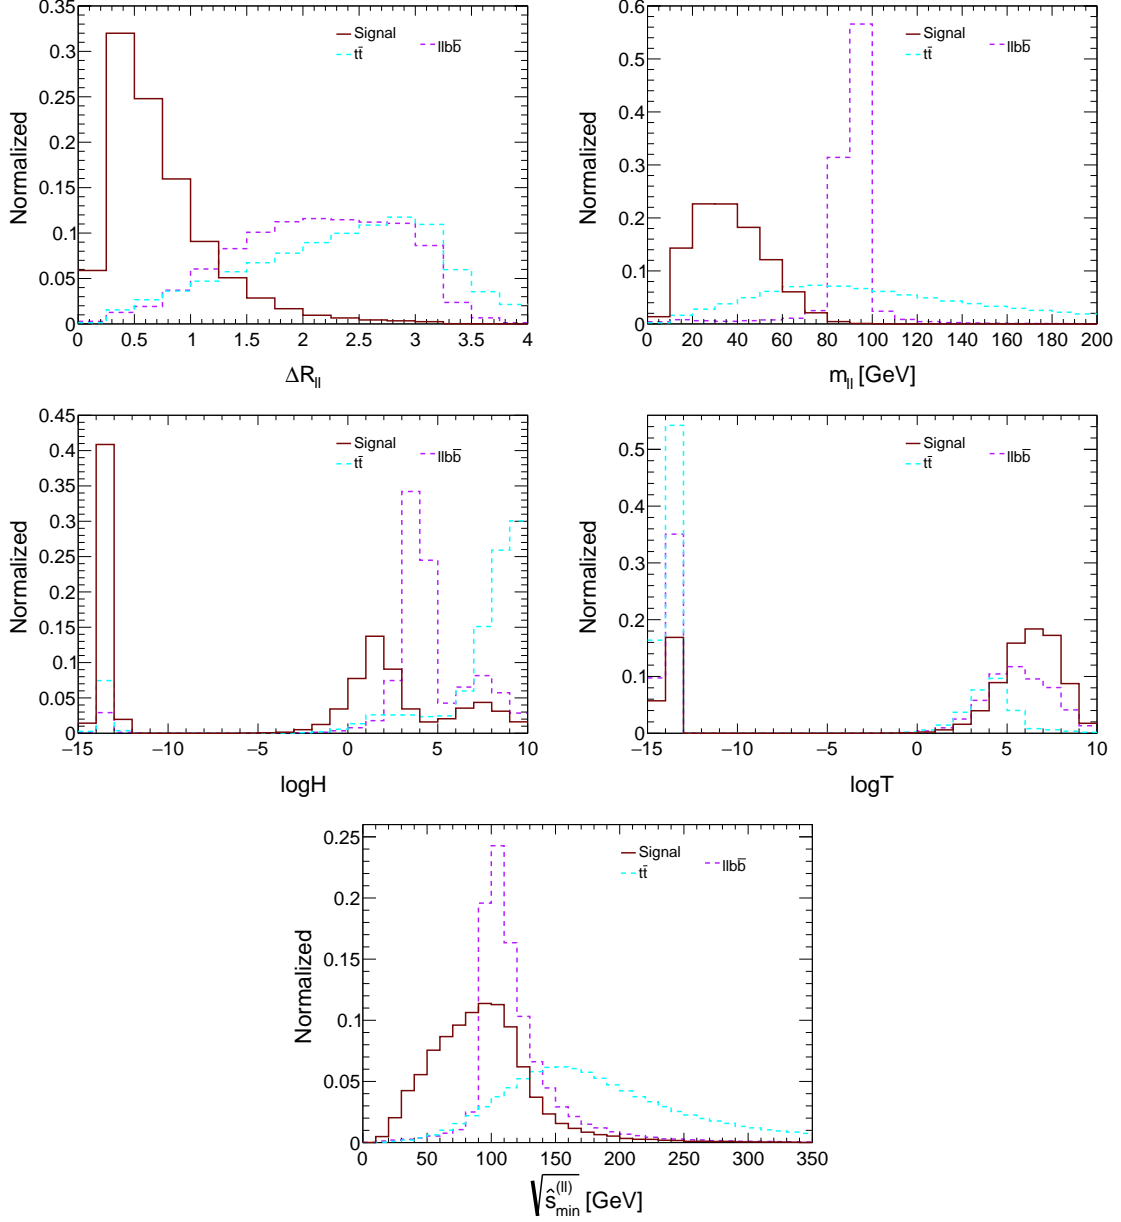 Normalized
0.35
0.3
0.25
0.2
0.15
0.1
0.05
0
Signal
tt̅
llbb̅
0 0.5 1 1.5 2 2.5 3 3.5 4
ΔR_ll
Normalized
0.6
0.5
0.4
0.3
0.2
0.1
0
Signal
tt̅
llbb̅
0 20 40 60 80 100 120 140 160 180 200
m_ll [GeV]
Normalized
0.45
0.4
0.35
0.3
0.25
0.2
0.15
0.1
0.05
0
Signal
tt̅
llbb̅
−15 −10 −5 0 5 10
logH
Normalized
0.5
0.4
0.3
0.2
0.1
0
Signal
tt̅
llbb̅
−15 −10 −5 0 5 10
logT
Normalized
0.25
0.2
0.15
0.1
0.05
0
Signal
tt̅
llbb̅
0 50 100 150 200 250 300 350
√ŝ_min^(ll) [GeV]